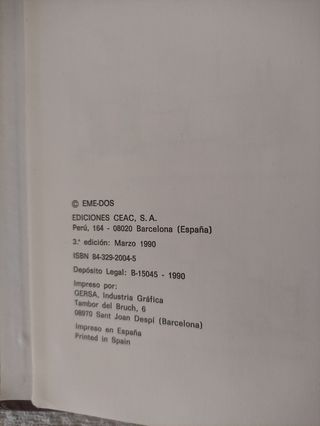 © EME-DOS
EDICIONES CEAC, S. A.
Perú, 164 - 08020 Barcelona (España)
3.ª edición: Marzo 1990
ISBN 84-329-2004-5
Depósito Legal: B-15045 - 1990
Impreso por:
GERSA, Industria Gráfica
Tambor del Bruch, 6
08970 Sant Joan Despí (Barcelona)
Impreso en España
Printed in Spain